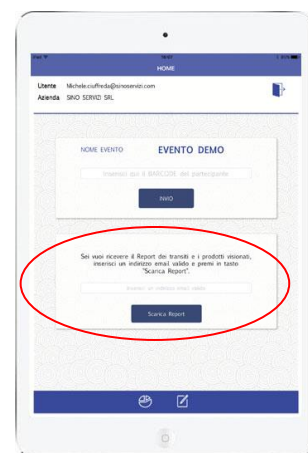 HOME
Utente Michele.ciuffreda@sinoservizi.com
Azienda SINO SERVIZI SRL
NOME EVENTO EVENTO DEMO
Inserisci qui il BARCODE del partecipante
INVIO
Sei vuoi ricevere il Report dei transiti e i prodotti visionati,
inserisci un indirizzo email valido e premi in tasto
"Scarica Report".
Inserisci un indirizzo email valido
Scarica Report